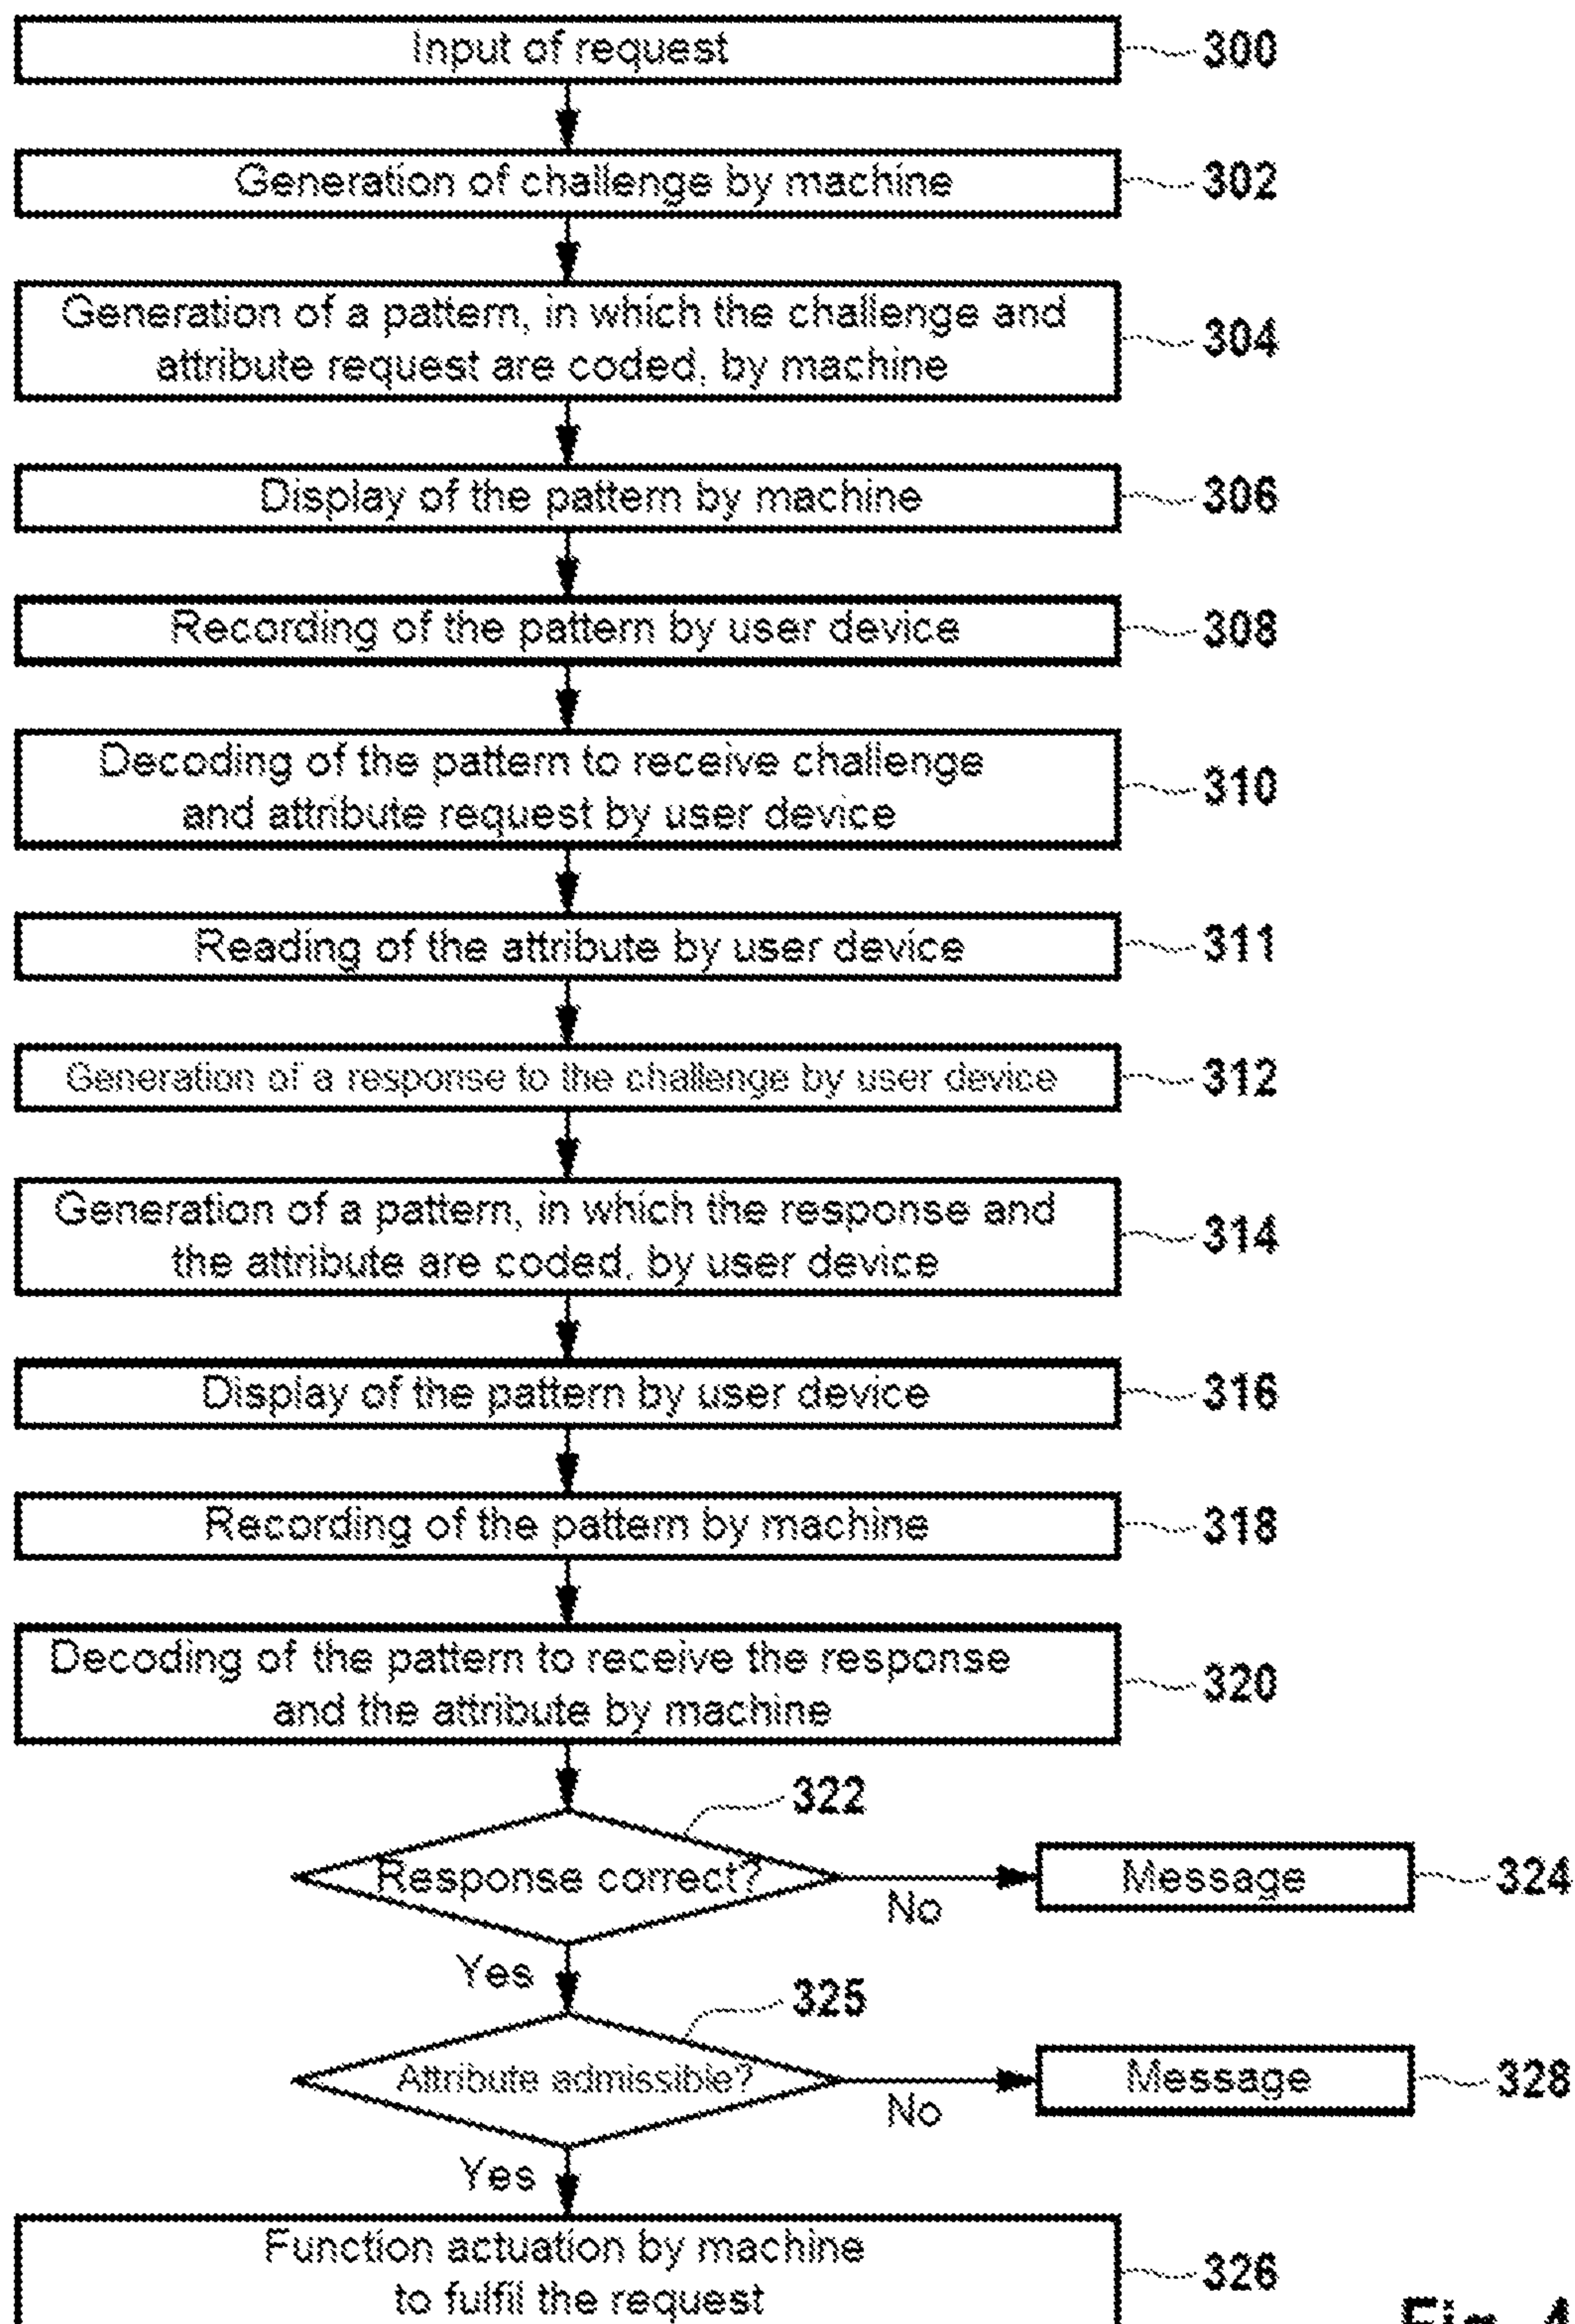 Input of request
300
Generation of challenge by machine
302
Generation of a pattern, in which the challenge and
attribute request are coded, by machine
304
Display of the pattern by machine
306
Recording of the pattern by user device
308
Decoding of the pattern to receive challenge
and attribute request by user device
310
Reading of the attribute by user device
311
Generation of a response to the challenge by user device
312
Generation of a pattern, in which the response and
the attribute are coded, by user device
314
Display of the pattern by user device
316
Recording of the pattern by machine
318
Decoding of the pattern to receive the response
and the attribute by machine
320
322
Response correct?
No
Message
324
Yes
325
Attribute admissible?
No
Message
328
Yes
Function actuation by machine
to fulfil the request
326
Fig. 4